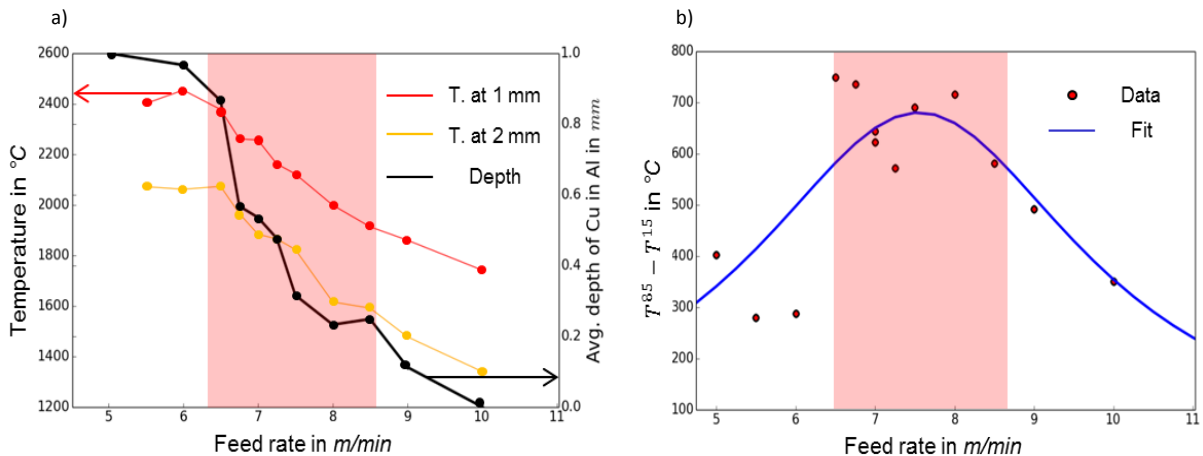 a)
Temperature in °C
2600
2400
2200
2000
1800
1600
1400
1200
5 6 7 8 9 10 11
Feed rate in m/min
T. at 1 mm
T. at 2 mm
Depth
1.0
0.8
0.6
0.4
0.2
0.0
Avg. depth of Cu in Al in mm
b)
T^85 − T^15 in °C
800
700
600
500
400
300
200
100
5 6 7 8 9 10 11
Feed rate in m/min
Data
Fit